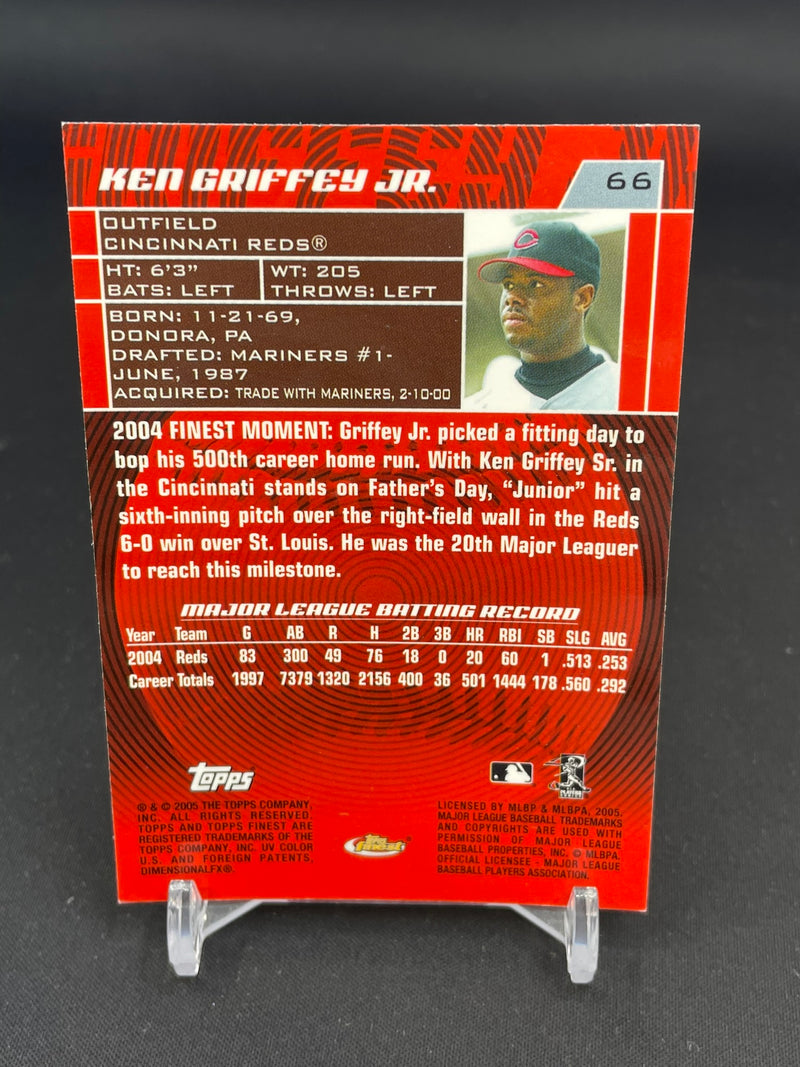 KEN GRIFFEY JR.
66
OUTFIELD
CINCINNATI REDS®
HT: 6'3" WT: 205
BATS: LEFT THROWS: LEFT
BORN: 11-21-69,
DONORA, PA
DRAFTED: MARINERS #1-
JUNE, 1987
ACQUIRED: TRADE WITH MARINERS, 2-10-00
2004 FINEST MOMENT: Griffey Jr. picked a fitting day to
bop his 500th career home run. With Ken Griffey Sr. in
the Cincinnati stands on Father's Day, "Junior" hit a
sixth-inning pitch over the right-field wall in the Reds
6-0 win over St. Louis. He was the 20th Major Leaguer
to reach this milestone.
MAJOR LEAGUE BATTING RECORD
Year Team G AB R H 2B 3B HR RBI SB SLG AVG
2004 Reds 83 300 49 76 18 0 20 60 1 .513 .253
Career Totals 1997 7379 1320 2156 400 36 501 1444 178 .560 .292
Topps
® & © 2005 THE TOPPS COMPANY,
INC. ALL RIGHTS RESERVED.
TOPPS AND TOPPS FINEST ARE
REGISTERED TRADEMARKS OF THE
TOPPS COMPANY, INC. UV COLOR
U.S. AND FOREIGN PATENTS,
DIMENSIONALFX®.
the finest
LICENSED BY MLBP & MLBPA, 2005.
MAJOR LEAGUE BASEBALL TRADEMARKS
AND COPYRIGHTS ARE USED WITH
PERMISSION OF MAJOR LEAGUE
BASEBALL PROPERTIES, INC. © MLBPA.
OFFICIAL LICENSEE - MAJOR LEAGUE
BASEBALL PLAYERS ASSOCIATION.